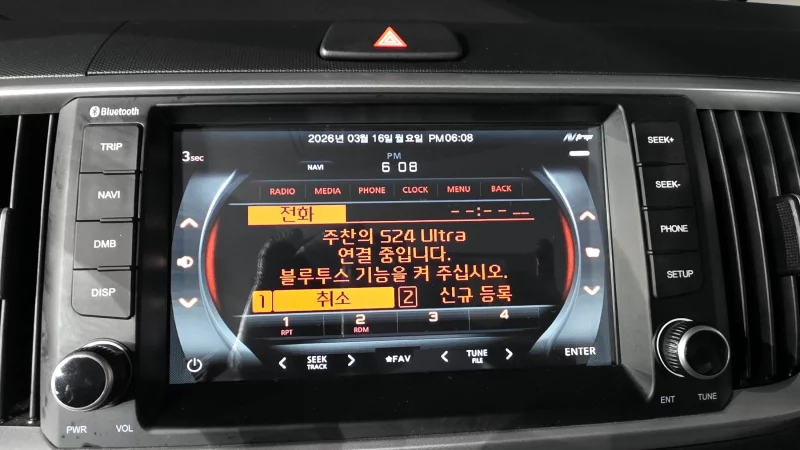 Bluetooth
TRIP
NAVI
DMB
DISP
PWR VOL
2026년 03월 16일 월요일 PM06:08
3sec
NAVI
PM
6 08
RADIO MEDIA PHONE CLOCK MENU BACK
전화 --:-- --
주찬의 S24 Ultra
연결 중입니다.
블루투스 기능을 켜 주십시오.
1 취소 2 신규 등록
1 2 3 4
RPT RDM
SEEK TRACK
★FAV
TUNE FILE
ENTER
SEEK+
SEEK-
PHONE
SETUP
ENT TUNE